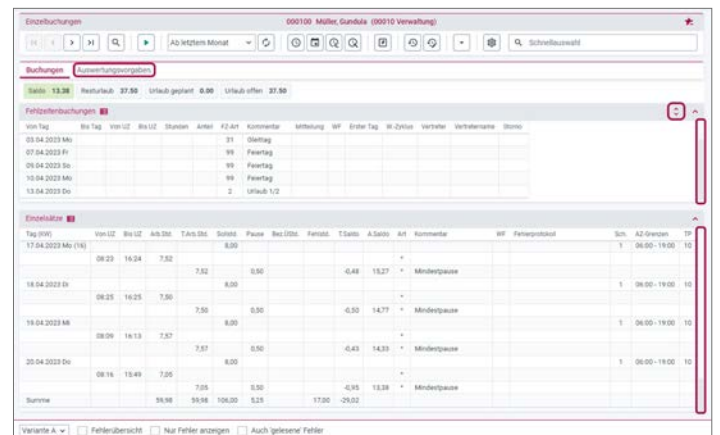 Einzelbuchungen 000100 Müller, Gundula (00010 Verwaltung)
Ab letztem Monat Schnellauswahl
Buchungen Auswertungsvorgaben
Saldo 13.38 Resturlaub 37.50 Urlaub geplant 0.00 Urlaub offen 37.50
Fehlzeitenbuchungen
Von Tag Bis Tag Von UZ Bis UZ Stunden Anteil FZ-Art Kommentar Mitteilung WF Erster Tag W-Zyklus Vertreter Vertretername Storno
03.04.2023 Mo 31 Gleittag
07.04.2023 Fr 99 Feiertag
09.04.2023 So 99 Feiertag
10.04.2023 Mo 99 Feiertag
13.04.2023 Do 2 Urlaub 1/2
Einzelsätze
Tag (KW) Von UZ Bis UZ Arb.Std. T.Arb.Std. Sollstd. Pause Bez.ÜStd. Fehlstd. T.Saldo A.Saldo Art Kommentar WF Fehlerprotokoll Sch. AZ-Grenzen TP
17.04.2023 Mo (16) 8,00 1 06:00 - 19:00 10
08:23 16:24 7,52 *
7,52 0,50 -0,48 15,27 * Mindestpause
18.04.2023 Di 8,00 1 06:00 - 19:00 10
08:25 16:25 7,50 *
7,50 0,50 -0,50 14,77 * Mindestpause
19.04.2023 Mi 8,00 1 06:00 - 19:00 10
08:09 16:13 7,57 *
7,57 0,50 -0,43 14,33 * Mindestpause
20.04.2023 Do 8,00 1 06:00 - 19:00 10
08:16 15:49 7,05 *
7,05 0,50 -0,95 13,38 * Mindestpause
Summe 59,98 59,98 106,00 5,25 17,00 -29,02
Variante A Fehlerübersicht Nur Fehler anzeigen Auch 'gelesene' Fehler